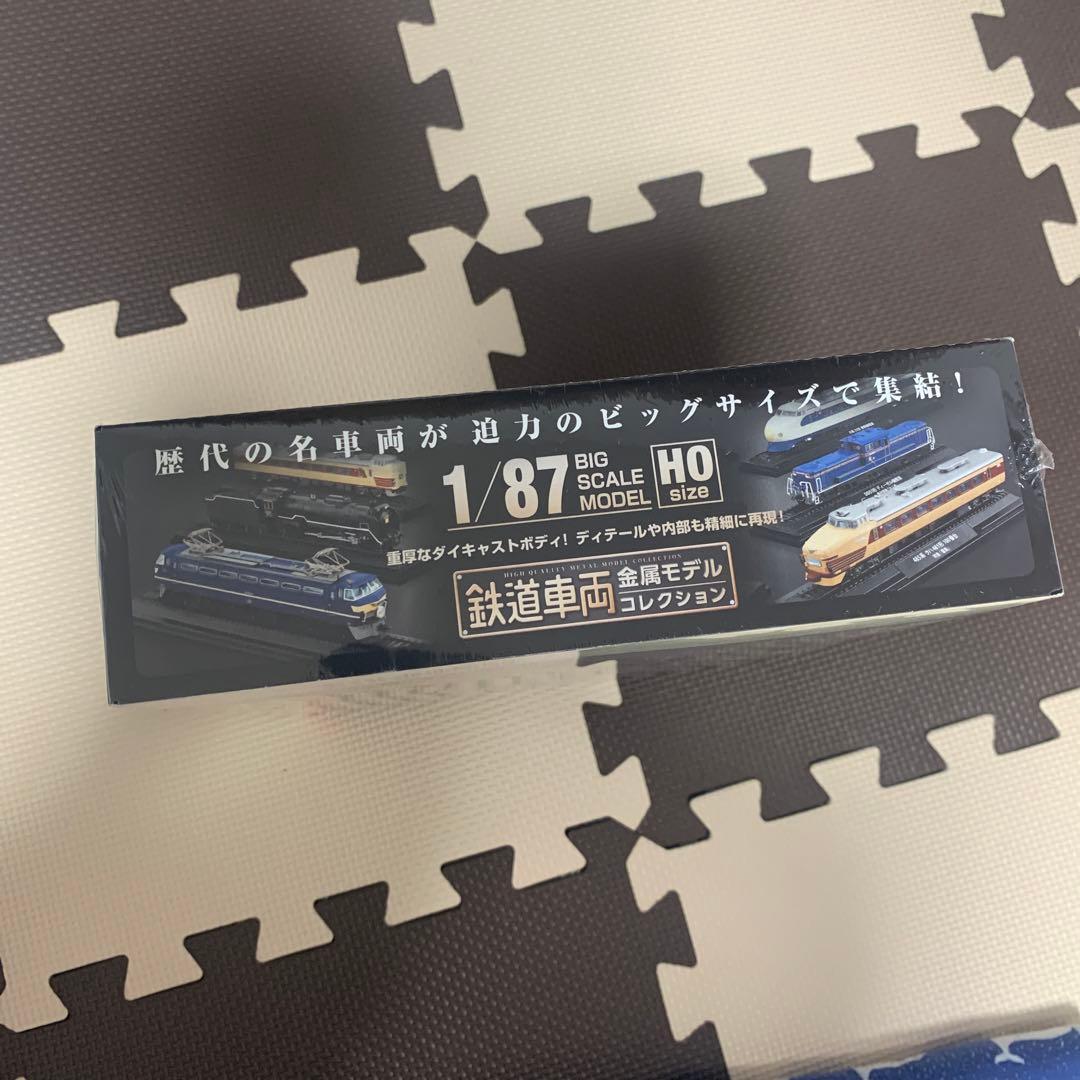 歴代の名車両が 迫力のビッグサイズで集結!
1/87
BIG
SCALE
MODEL
HO
size
重厚なダイキャストボディ! ディテールや内部も精細に再現!
HIGH QUALITY METAL MODEL COLLECTION
鉄道車両
金属モデル
コレクション